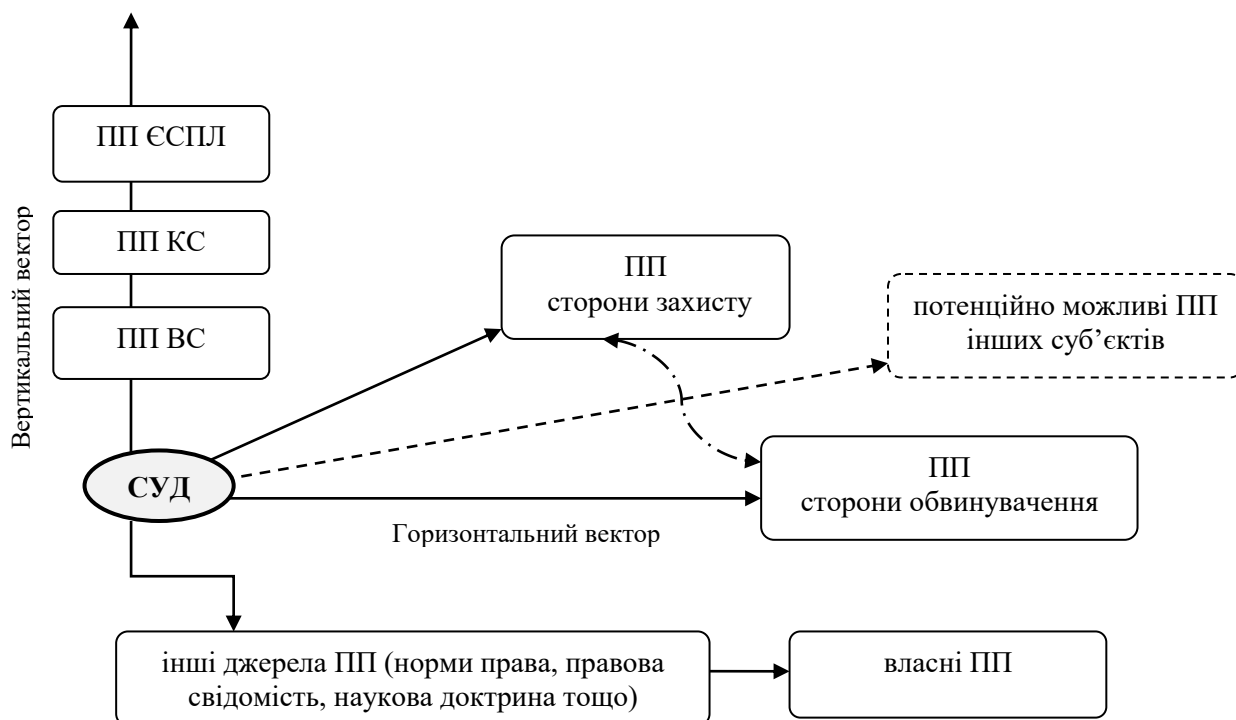 ПП ЄСПЛ
ПП КС
ПП ВС
Вертикальний вектор
ПП
сторони захисту
потенційно можливі ПП
інших суб’єктів
СУД
ПП
сторони обвинувачення
Горизонтальний вектор
інші джерела ПП (норми права, правова
свідомість, наукова доктрина тощо)
власні ПП